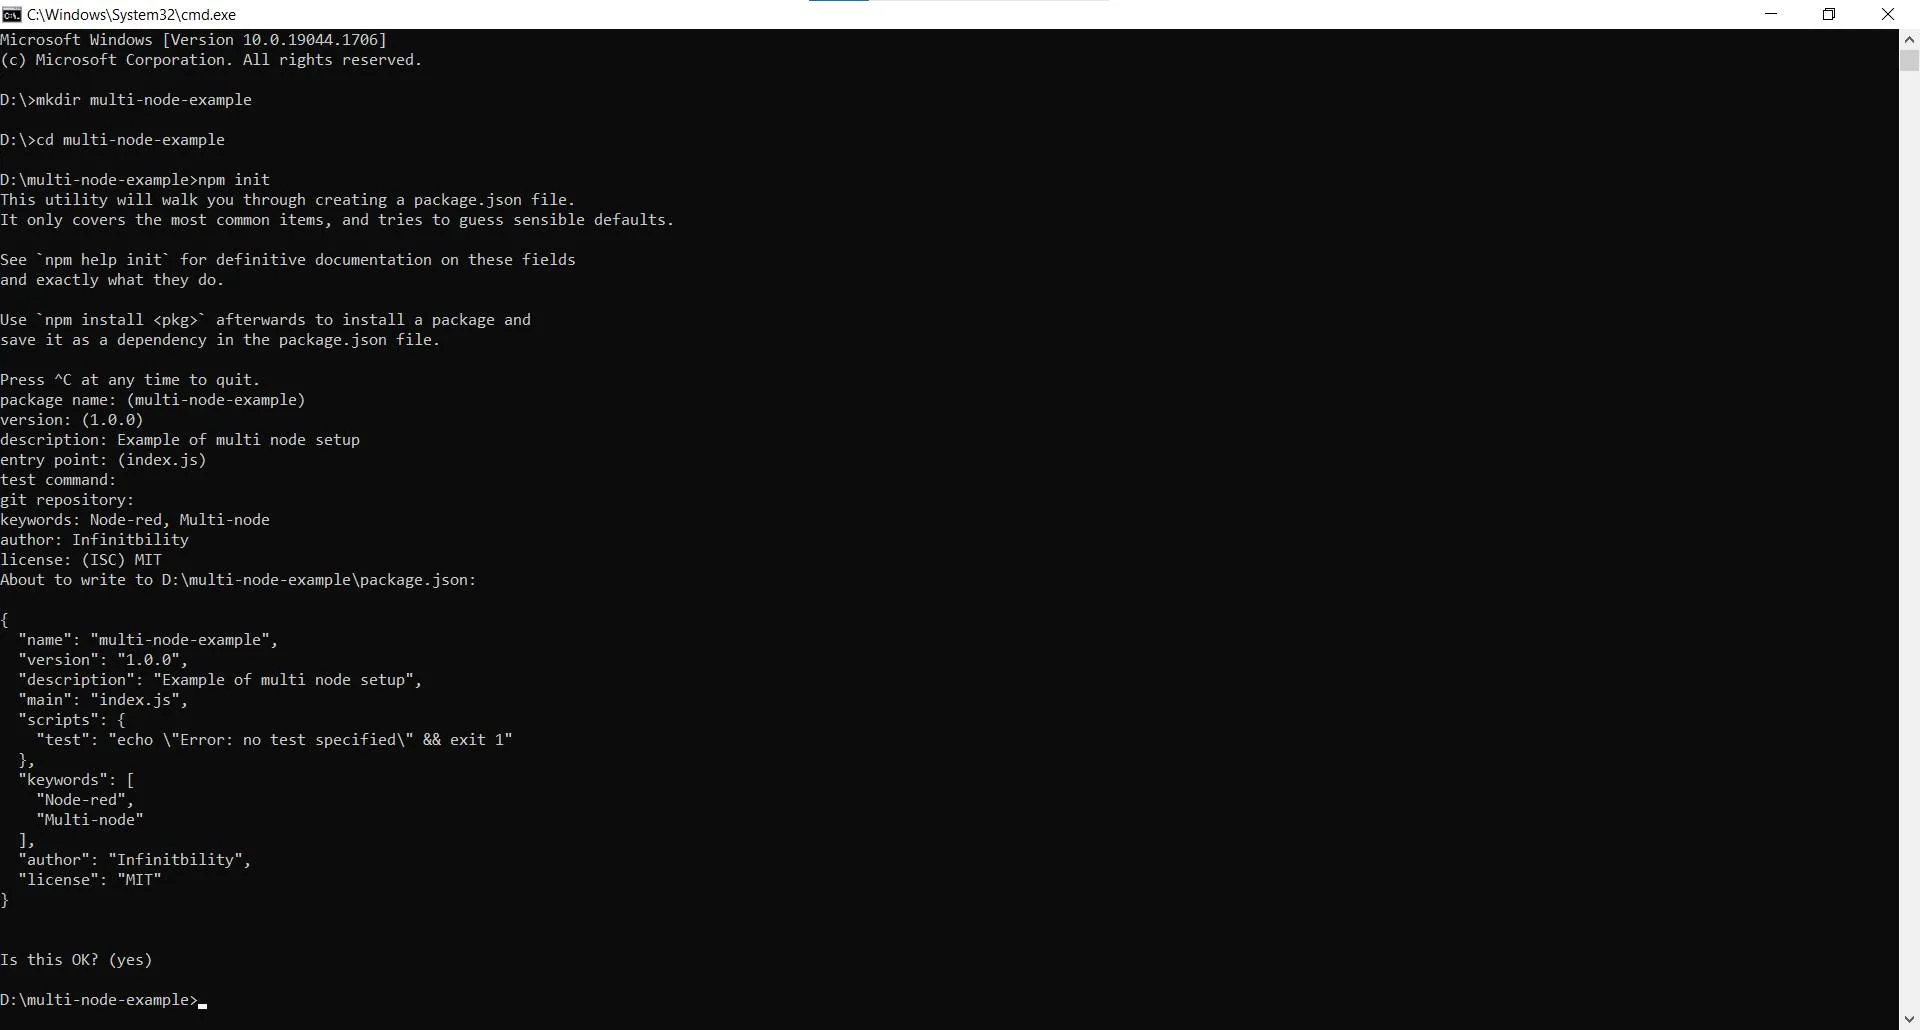 C:\Windows\System32\cmd.exe
Microsoft Windows [Version 10.0.19044.1706]
(c) Microsoft Corporation. All rights reserved.
D:\>mkdir multi-node-example
D:\>cd multi-node-example
D:\multi-node-example>npm init
This utility will walk you through creating a package.json file.
It only covers the most common items, and tries to guess sensible defaults.
See `npm help init` for definitive documentation on these fields
and exactly what they do.
Use `npm install <pkg>` afterwards to install a package and
save it as a dependency in the package.json file.
Press ^C at any time to quit.
package name: (multi-node-example)
version: (1.0.0)
description: Example of multi node setup
entry point: (index.js)
test command:
git repository:
keywords: Node-red, Multi-node
author: Infinitbility
license: (ISC) MIT
About to write to D:\multi-node-example\package.json:
{
  "name": "multi-node-example",
  "version": "1.0.0",
  "description": "Example of multi node setup",
  "main": "index.js",
  "scripts": {
    "test": "echo \"Error: no test specified\" && exit 1"
  },
  "keywords": [
    "Node-red",
    "Multi-node"
  ],
  "author": "Infinitbility",
  "license": "MIT"
}
Is this OK? (yes)
D:\multi-node-example>